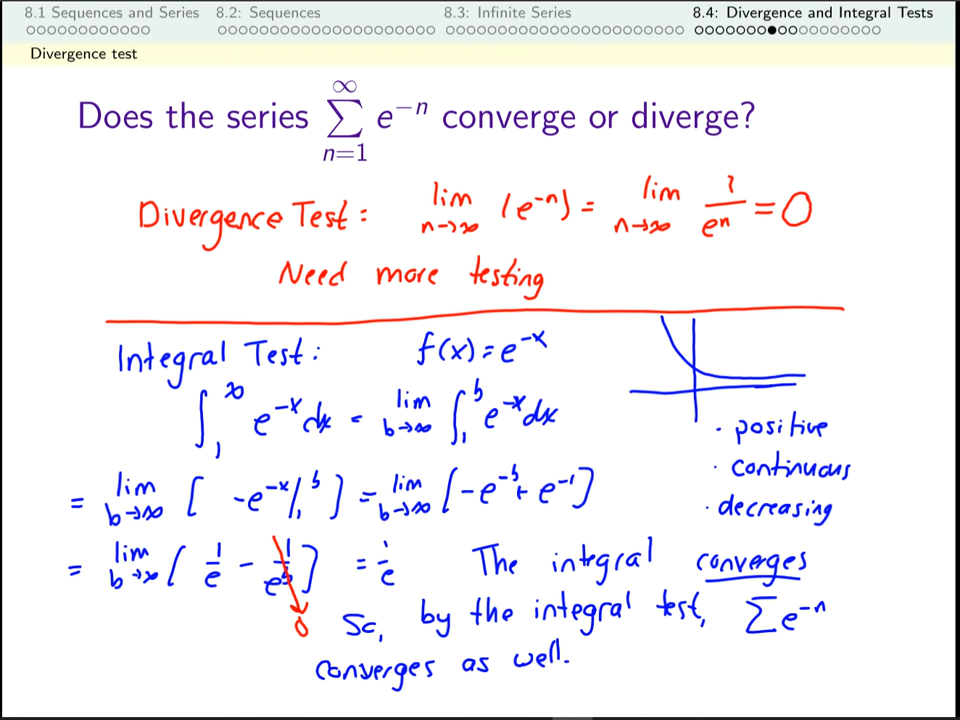 8.1 Sequences and Series 8.2: Sequences 8.3: Infinite Series 8.4: Divergence and Integral Tests
Divergence test
Does the series ∑_{n=1}^{∞} e^{−n} converge or diverge?
Divergence Test: lim_{n→∞} (e^{-n}) = lim_{n→∞} 1/e^n = 0
Need more testing
Integral Test: f(x) = e^{-x}
∫_1^∞ e^{-x} dx = lim_{b→∞} ∫_1^b e^{-x} dx
· positive
· continuous
· decreasing
= lim_{b→∞} [ -e^{-x} |_1^b ] = lim_{b→∞} [-e^{-b} + e^{-1}]
= lim_{b→∞} [ 1/e - 1/e^b ] = 1/e The integral converges
0
So, by the integral test, ∑ e^{-n}
converges as well.